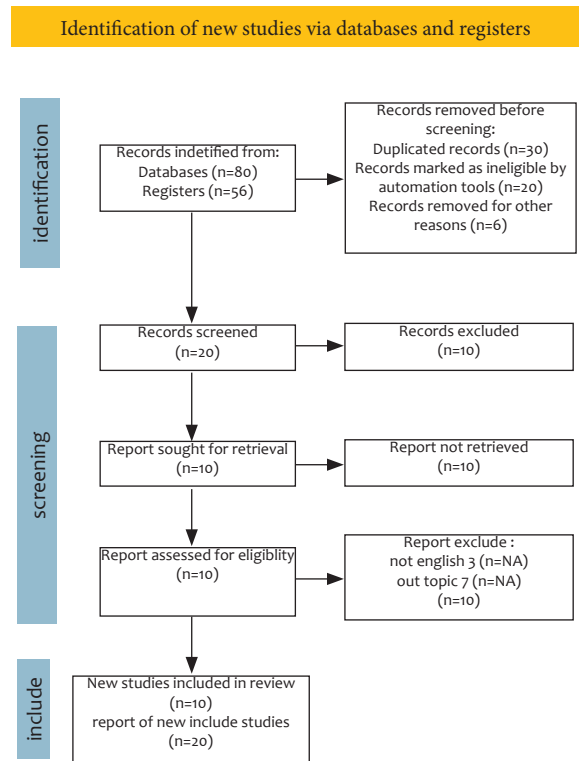 Identification of new studies via databases and registers
identification
Records indetified from:
Databases (n=80)
Registers (n=56)
Records removed before
screening:
Duplicated records (n=30)
Records marked as ineligible by
automation tools (n=20)
Records removed for other
reasons (n=6)
screening
Records screened
(n=20)
Records excluded
(n=10)
Report sought for retrieval
(n=10)
Report not retrieved
(n=10)
Report assessed for eligiblity
(n=10)
Report exclude :
not english 3 (n=NA)
out topic 7 (n=NA)
(n=10)
include
New studies included in review
(n=10)
report of new include studies
(n=20)